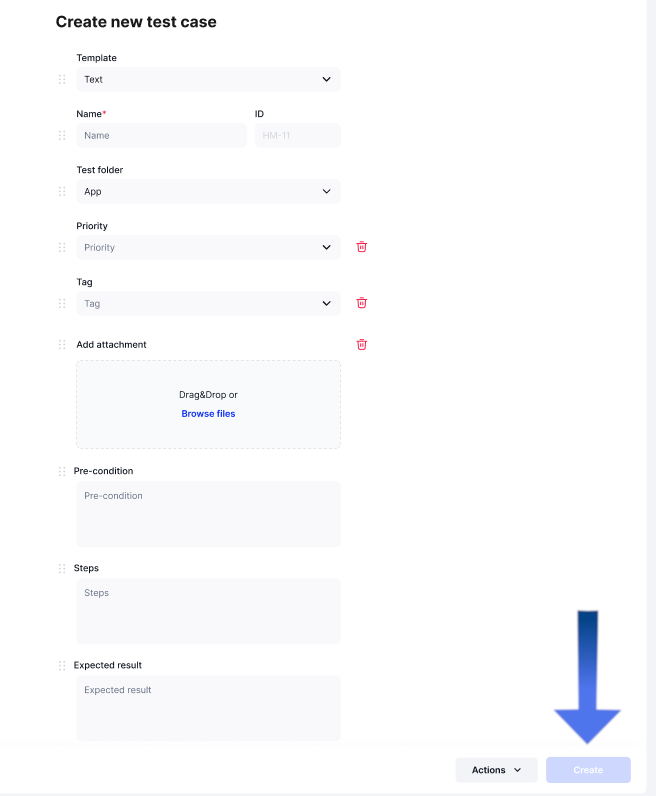 Create new test case
Template
Text
Name* ID
Name HM-11
Test folder
App
Priority
Priority
Tag
Tag
Add attachment
Drag&Drop or
Browse files
Pre-condition
Pre-condition
Steps
Steps
Expected result
Expected result
Actions Create